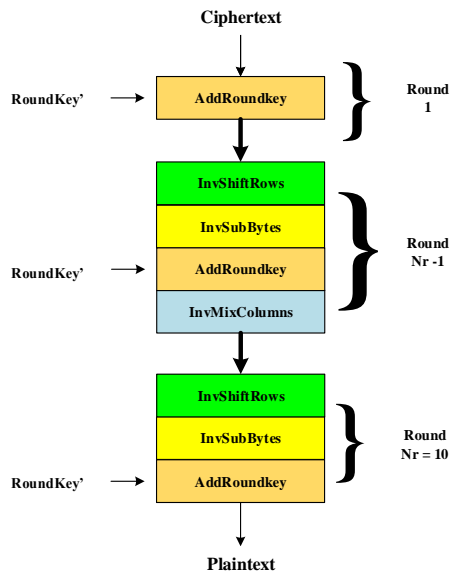 Ciphertext
RoundKey’
AddRoundkey
Round
1
InvShiftRows
InvSubBytes
RoundKey’
AddRoundkey
Round
Nr -1
InvMixColumns
InvShiftRows
InvSubBytes
Round
Nr = 10
RoundKey’
AddRoundkey
Plaintext